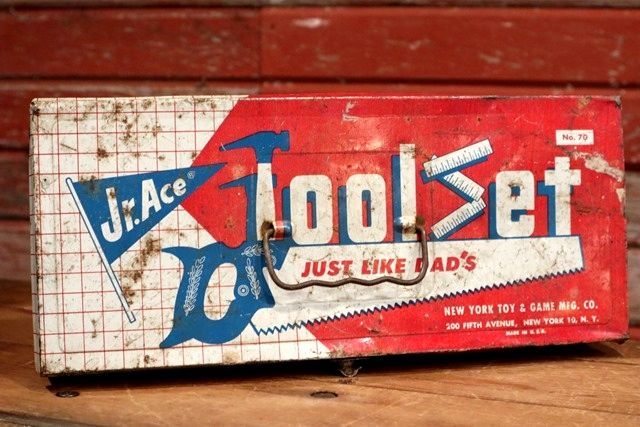 No. 70
Jr. Ace®
Tool Set
JUST LIKE DAD'S
NEW YORK TOY & GAME MFG. CO.
200 FIFTH AVENUE, NEW YORK 10, N. Y.
MADE IN U.S.A.